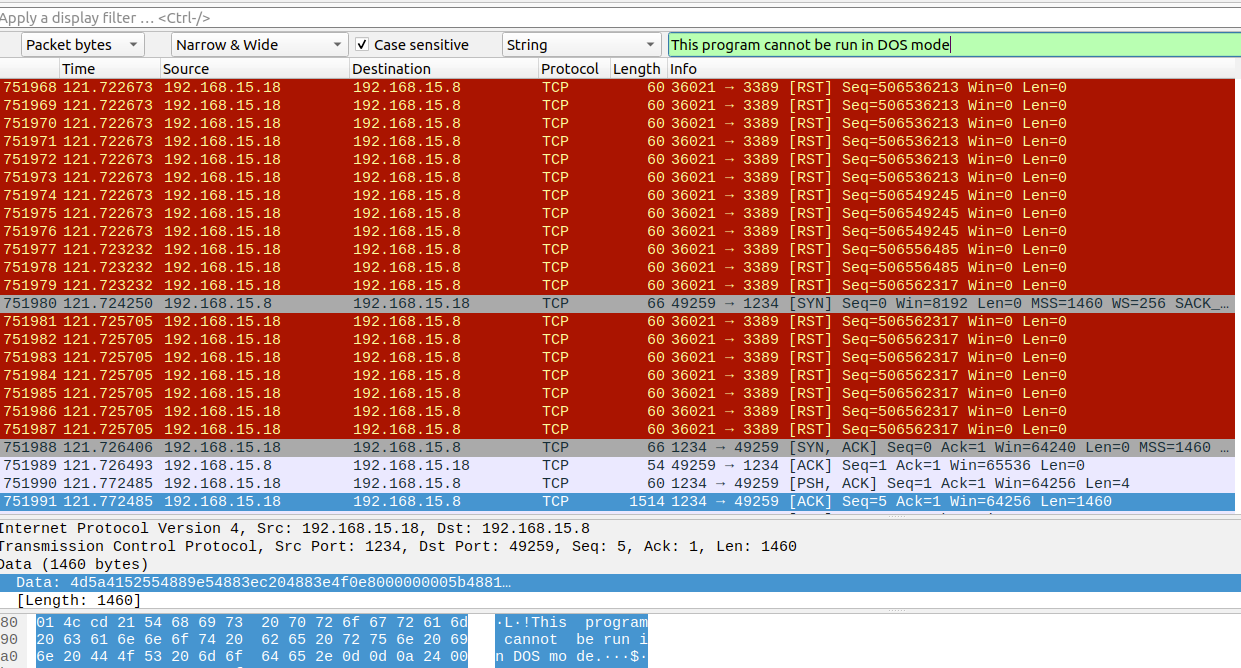 Apply a display filter … <Ctrl-/>
Packet bytes Narrow & Wide Case sensitive String This program cannot be run in DOS mode
Time Source Destination Protocol Length Info
751968 121.722673 192.168.15.18 192.168.15.8 TCP 60 36021 → 3389 [RST] Seq=506536213 Win=0 Len=0
751969 121.722673 192.168.15.18 192.168.15.8 TCP 60 36021 → 3389 [RST] Seq=506536213 Win=0 Len=0
751970 121.722673 192.168.15.18 192.168.15.8 TCP 60 36021 → 3389 [RST] Seq=506536213 Win=0 Len=0
751971 121.722673 192.168.15.18 192.168.15.8 TCP 60 36021 → 3389 [RST] Seq=506536213 Win=0 Len=0
751972 121.722673 192.168.15.18 192.168.15.8 TCP 60 36021 → 3389 [RST] Seq=506536213 Win=0 Len=0
751973 121.722673 192.168.15.18 192.168.15.8 TCP 60 36021 → 3389 [RST] Seq=506536213 Win=0 Len=0
751974 121.722673 192.168.15.18 192.168.15.8 TCP 60 36021 → 3389 [RST] Seq=506549245 Win=0 Len=0
751975 121.722673 192.168.15.18 192.168.15.8 TCP 60 36021 → 3389 [RST] Seq=506549245 Win=0 Len=0
751976 121.722673 192.168.15.18 192.168.15.8 TCP 60 36021 → 3389 [RST] Seq=506549245 Win=0 Len=0
751977 121.723232 192.168.15.18 192.168.15.8 TCP 60 36021 → 3389 [RST] Seq=506556485 Win=0 Len=0
751978 121.723232 192.168.15.18 192.168.15.8 TCP 60 36021 → 3389 [RST] Seq=506556485 Win=0 Len=0
751979 121.723232 192.168.15.18 192.168.15.8 TCP 60 36021 → 3389 [RST] Seq=506562317 Win=0 Len=0
751980 121.724250 192.168.15.8 192.168.15.18 TCP 66 49259 → 1234 [SYN] Seq=0 Win=8192 Len=0 MSS=1460 WS=256 SACK_…
751981 121.725705 192.168.15.18 192.168.15.8 TCP 60 36021 → 3389 [RST] Seq=506562317 Win=0 Len=0
751982 121.725705 192.168.15.18 192.168.15.8 TCP 60 36021 → 3389 [RST] Seq=506562317 Win=0 Len=0
751983 121.725705 192.168.15.18 192.168.15.8 TCP 60 36021 → 3389 [RST] Seq=506562317 Win=0 Len=0
751984 121.725705 192.168.15.18 192.168.15.8 TCP 60 36021 → 3389 [RST] Seq=506562317 Win=0 Len=0
751985 121.725705 192.168.15.18 192.168.15.8 TCP 60 36021 → 3389 [RST] Seq=506562317 Win=0 Len=0
751986 121.725705 192.168.15.18 192.168.15.8 TCP 60 36021 → 3389 [RST] Seq=506562317 Win=0 Len=0
751987 121.725705 192.168.15.18 192.168.15.8 TCP 60 36021 → 3389 [RST] Seq=506562317 Win=0 Len=0
751988 121.726406 192.168.15.18 192.168.15.8 TCP 66 1234 → 49259 [SYN, ACK] Seq=0 Ack=1 Win=64240 Len=0 MSS=1460 …
751989 121.726493 192.168.15.8 192.168.15.18 TCP 54 49259 → 1234 [ACK] Seq=1 Ack=1 Win=65536 Len=0
751990 121.772485 192.168.15.18 192.168.15.8 TCP 60 1234 → 49259 [PSH, ACK] Seq=1 Ack=1 Win=64256 Len=4
751991 121.772485 192.168.15.18 192.168.15.8 TCP 1514 1234 → 49259 [ACK] Seq=5 Ack=1 Win=64256 Len=1460
Internet Protocol Version 4, Src: 192.168.15.18, Dst: 192.168.15.8
Transmission Control Protocol, Src Port: 1234, Dst Port: 49259, Seq: 5, Ack: 1, Len: 1460
Data (1460 bytes)
Data: 4d5a4152554889e54883ec204883e4f0e8000000005b4881…
[Length: 1460]
80 01 4c cd 21 54 68 69 73 20 70 72 6f 67 72 61 6d ·L·!This program
90 20 63 61 6e 6e 6f 74 20 62 65 20 72 75 6e 20 69 cannot be run i
a0 6e 20 44 4f 53 20 6d 6f 64 65 2e 0d 0d 0a 24 00 n DOS mo de.···$·